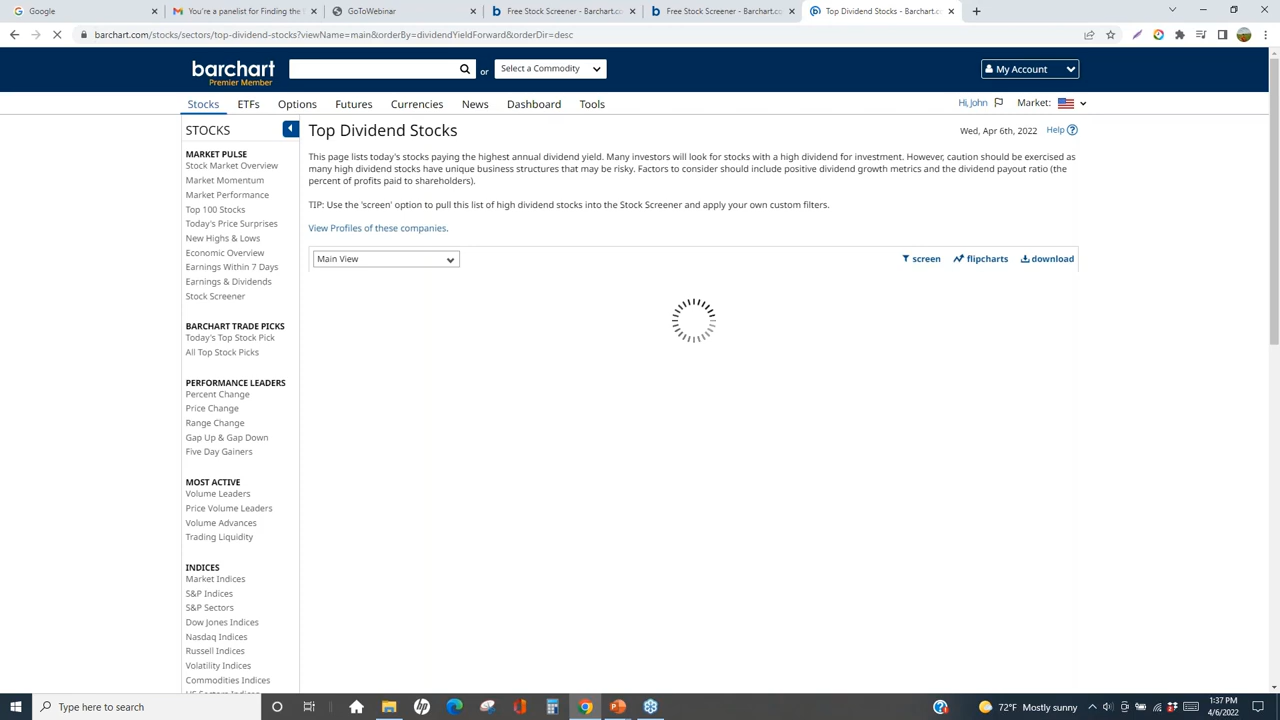 Google
You're a panelist for Finding the
GoToWebinar
Free Stock Screener - Barchart.co
Free Stock Screener - Barchart.co
Top Dividend Stocks - Barchart.c
barchart.com/stocks/sectors/top-dividend-stocks?viewName=main&orderBy=dividendYieldForward&orderDir=desc
barchart
Premier Member
or
Select a Commodity
My Account
Stocks
ETFs
Options
Futures
Currencies
News
Dashboard
Tools
Hi, John
Market:
STOCKS
MARKET PULSE
Stock Market Overview
Market Momentum
Market Performance
Top 100 Stocks
Today's Price Surprises
New Highs & Lows
Economic Overview
Earnings Within 7 Days
Earnings & Dividends
Stock Screener
BARCHART TRADE PICKS
Today's Top Stock Pick
All Top Stock Picks
PERFORMANCE LEADERS
Percent Change
Price Change
Range Change
Gap Up & Gap Down
Five Day Gainers
MOST ACTIVE
Volume Leaders
Price Volume Leaders
Volume Advances
Trading Liquidity
INDICES
Market Indices
S&P Indices
S&P Sectors
Dow Jones Indices
Nasdaq Indices
Russell Indices
Volatility Indices
Commodities Indices
US Sectors Indices
Top Dividend Stocks
Wed, Apr 6th, 2022
Help
This page lists today's stocks paying the highest annual dividend yield. Many investors will look for stocks with a high dividend for investment. However, caution should be exercised as
many high dividend stocks have unique business structures that may be risky. Factors to consider should include positive dividend growth metrics and the dividend payout ratio (the
percent of profits paid to shareholders).
TIP: Use the 'screen' option to pull this list of high dividend stocks into the Stock Screener and apply your own custom filters.
View Profiles of these companies.
Main View
screen
flipcharts
download
Type here to search
72°F Mostly sunny
1:37 PM
4/6/2022